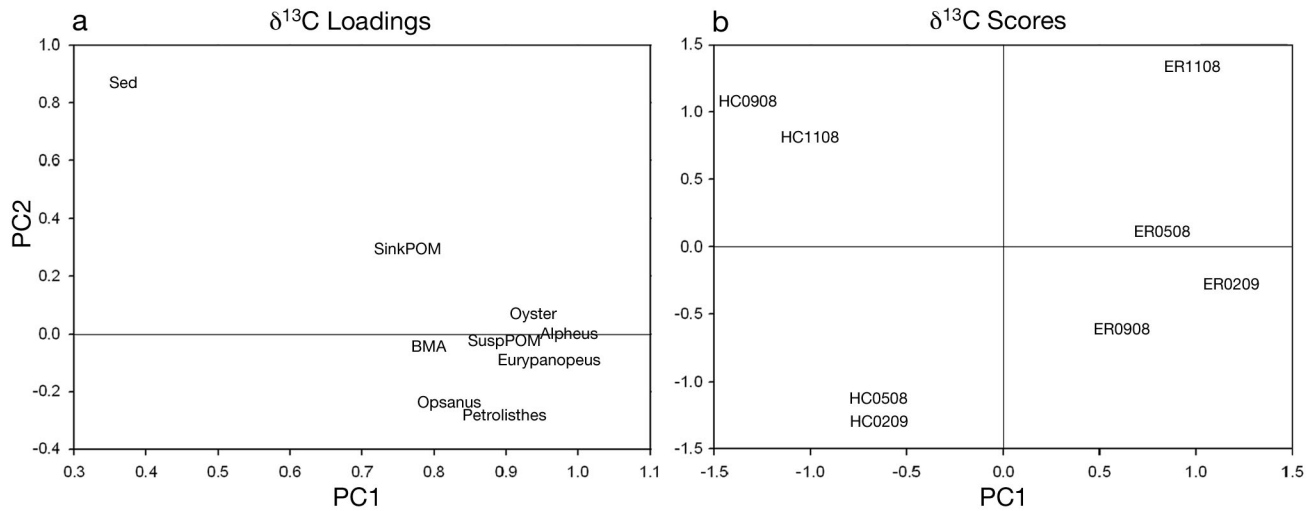 a
δ13C Loadings
1.0
0.8
0.6
0.4
0.2
0.0
-0.2
-0.4
PC2
Sed
SinkPOM
Oyster
Alpheus
SuspPOM
BMA
Eurypanopeus
Opsanus
Petrolisthes
0.3 0.4 0.5 0.6 0.7 0.8 0.9 1.0 1.1
PC1
b
δ13C Scores
1.5
1.0
0.5
0.0
-0.5
-1.0
-1.5
ER1108
HC0908
HC1108
ER0508
ER0209
ER0908
HC0508
HC0209
-1.5 -1.0 -0.5 0.0 0.5 1.0 1.5
PC1